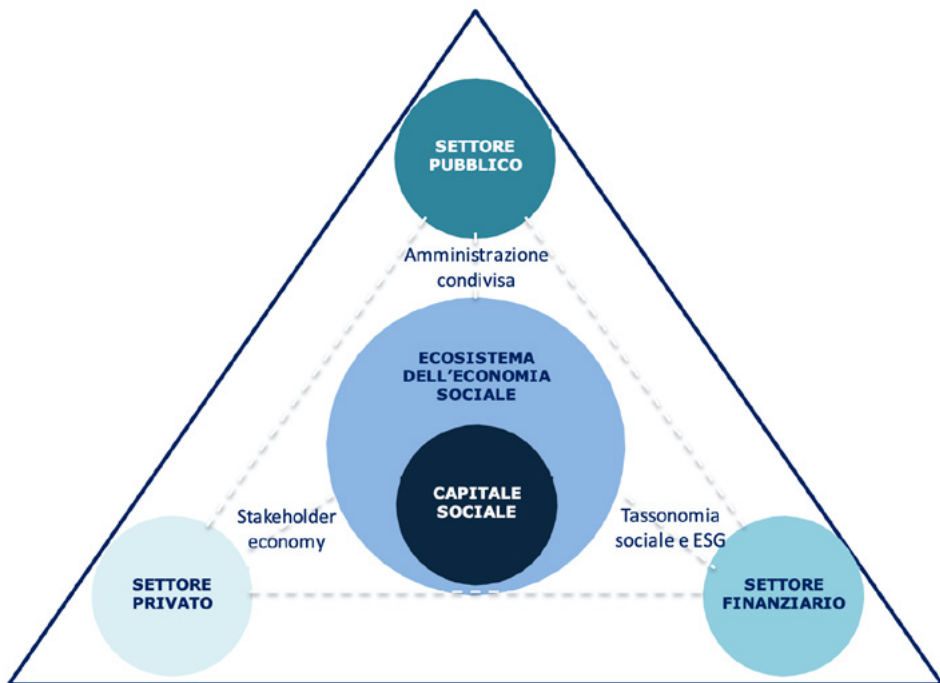 SETTORE
PUBBLICO
Amministrazione
condivisa
ECOSISTEMA
DELL'ECONOMIA
SOCIALE
CAPITALE
SOCIALE
Stakeholder
economy
Tassonomia
sociale e ESG
SETTORE
PRIVATO
SETTORE
FINANZIARIO